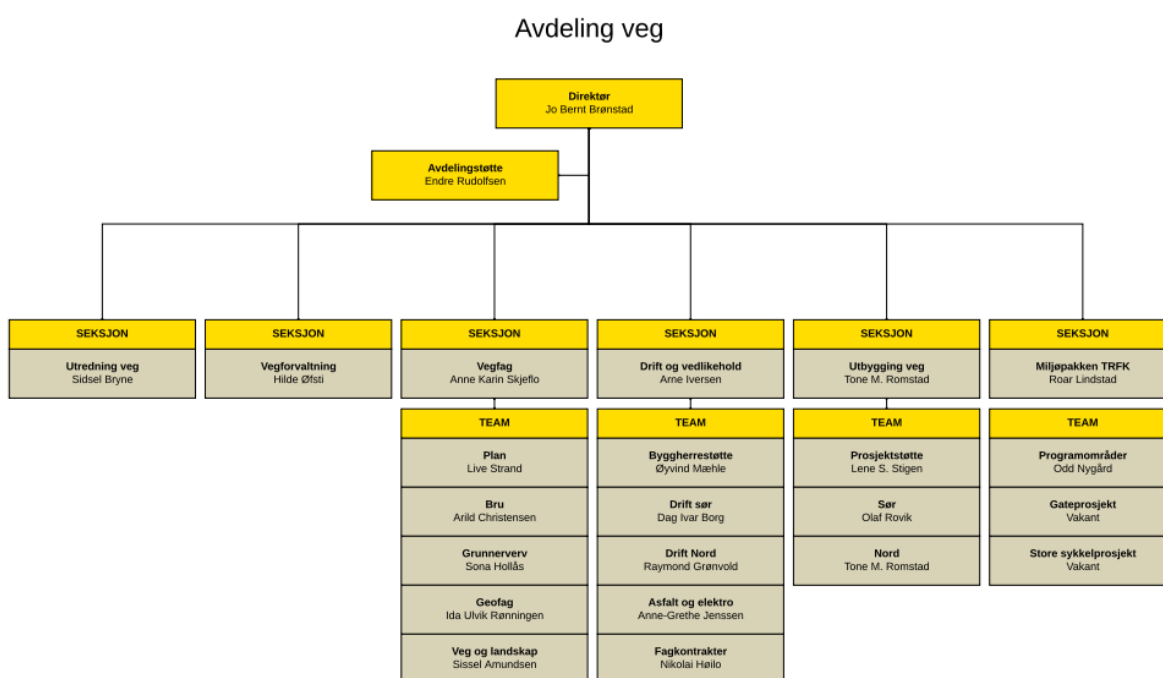 Avdeling veg
Direktør
Jo Bernt Brønstad
Avdelingstøtte
Endre Rudolfsen
SEKSJON
Utredning veg
Sidsel Bryne
SEKSJON
Vegforvaltning
Hilde Øfsti
SEKSJON
Vegfag
Anne Karin Skjeflo
TEAM
Plan
Live Strand
Bru
Arild Christensen
Grunnerverv
Sona Hollås
Geofag
Ida Ulvik Rønningen
Veg og landskap
Sissel Amundsen
SEKSJON
Drift og vedlikehold
Arne Iversen
TEAM
Byggherrestøtte
Øyvind Mæhle
Drift sør
Dag Ivar Borg
Drift Nord
Raymond Grønvold
Asfalt og elektro
Anne-Grethe Jenssen
Fagkontrakter
Nikolai Høilo
SEKSJON
Utbygging veg
Tone M. Romstad
TEAM
Prosjektstøtte
Lene S. Stigen
Sør
Olaf Rovik
Nord
Tone M. Romstad
SEKSJON
Miljøpakken TRFK
Roar Lindstad
TEAM
Programområder
Odd Nygård
Gateprosjekt
Vakant
Store sykkelprosjekt
Vakant